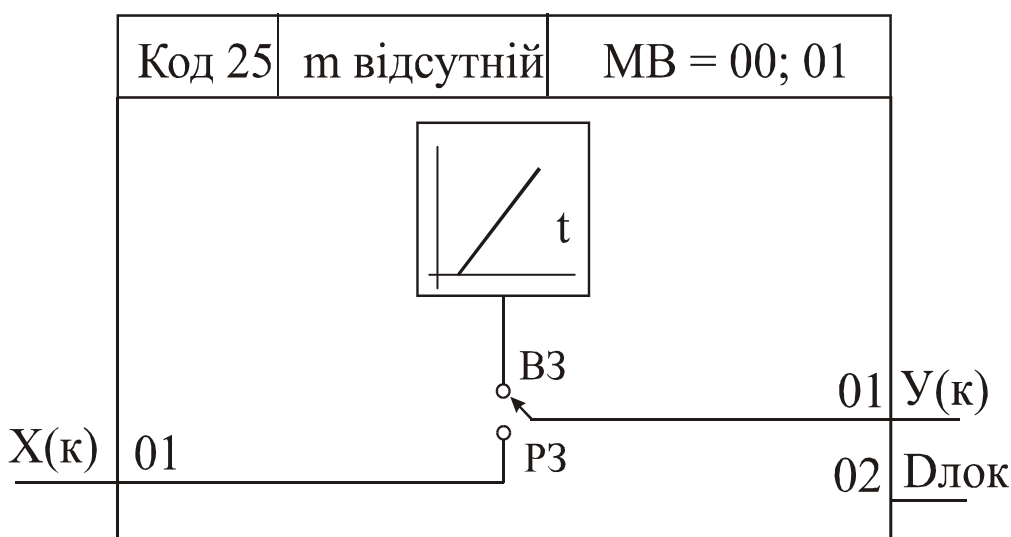 Код 25 m відсутній МВ = 00; 01
t
ВЗ
01 У(к)
Х(к) 01
РЗ
02 Dлок